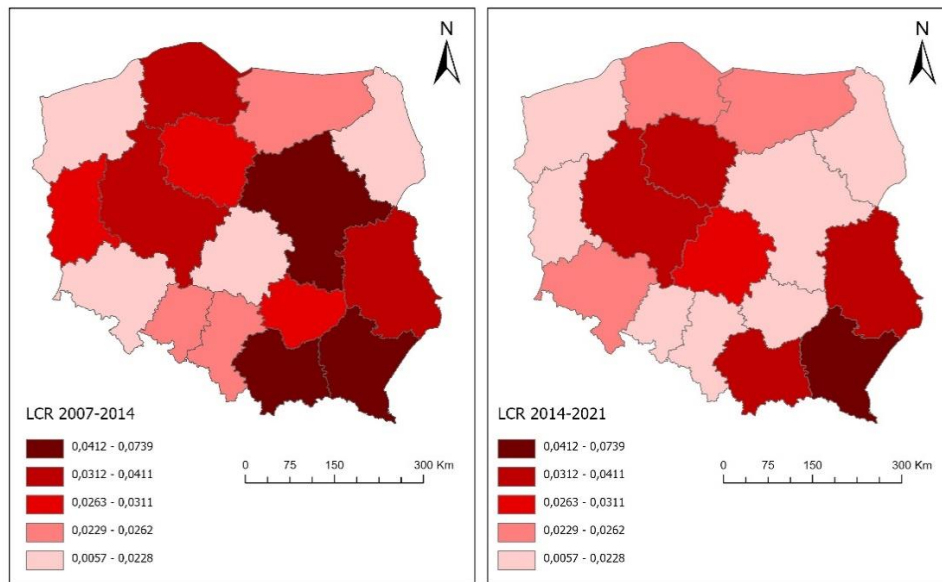 N
LCR 2007-2014
0,0412 - 0,0739
0,0312 - 0,0411
0,0263 - 0,0311
0,0229 - 0,0262
0,0057 - 0,0228
0 75 150 300 Km
N
LCR 2014-2021
0,0412 - 0,0739
0,0312 - 0,0411
0,0263 - 0,0311
0,0229 - 0,0262
0,0057 - 0,0228
0 75 150 300 Km